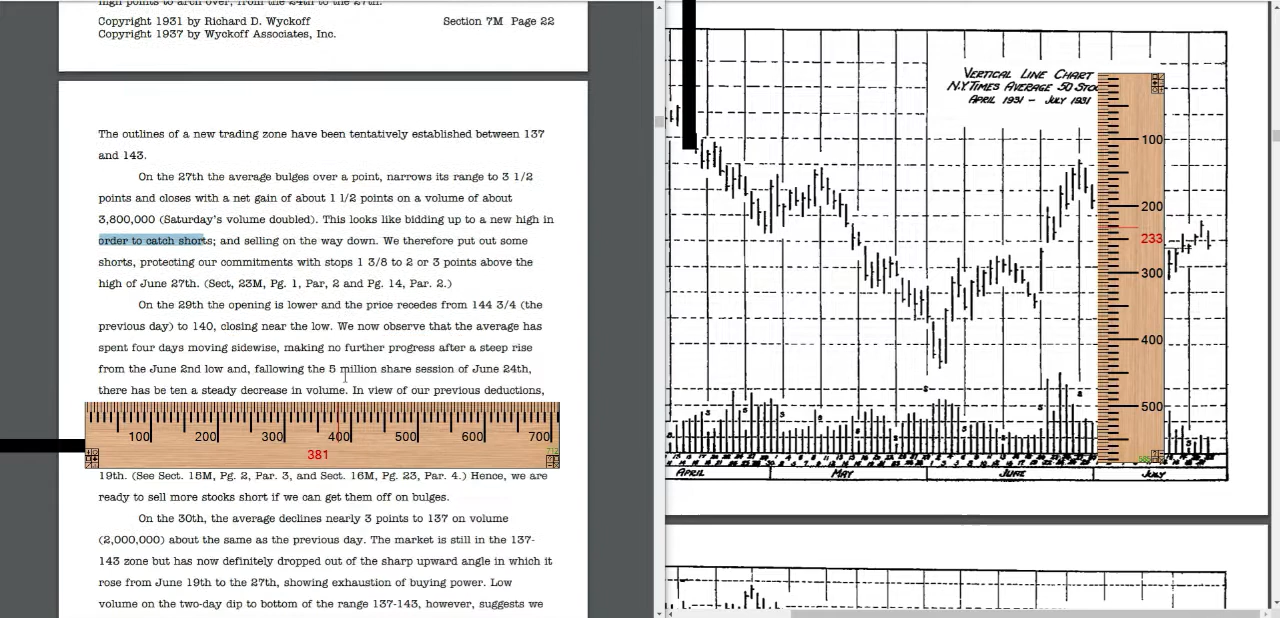 Copyright 1931 by Richard D. Wyckoff Section 7M Page 22
Copyright 1937 by Wyckoff Associates, Inc.
The outlines of a new trading zone have been tentatively established between 137
and 143.
On the 27th the average bulges over a point, narrows its range to 3 1/2
points and closes with a net gain of about 1 1/2 points on a volume of about
3,800,000 (Saturday's volume doubled). This looks like bidding up to a new high in
order to catch shorts; and selling on the way down. We therefore put out some
shorts, protecting our commitments with stops 1 3/8 to 2 or 3 points above the
high of June 27th. (Sect, 23M, Pg. 1, Par, 2 and Pg. 14, Par. 2.)
On the 29th the opening is lower and the price recedes from 144 3/4 (the
previous day) to 140, closing near the low. We now observe that the average has
spent four days moving sidewise, making no further progress after a steep rise
from the June 2nd low and, fallowing the 5 million share session of June 24th,
there has be ten a steady decrease in volume. In view of our previous deductions,
100 200 300 400 500 600 700
381
19th. (See Sect. 15M, Pg. 2, Par. 3, and Sect. 16M, Pg. 23, Par. 4.) Hence, we are
ready to sell more stocks short if we can get them off on bulges.
On the 30th, the average declines nearly 3 points to 137 on volume
(2,000,000) about the same as the previous day. The market is still in the 137-
143 zone but has now definitely dropped out of the sharp upward angle in which it
rose from June 19th to the 27th, showing exhaustion of buying power. Low
volume on the two-day dip to bottom of the range 137-143, however, suggests we
VERTICAL LINE CHART
N.Y. TIMES AVERAGE 50
APRIL 1931 - JULY 1931
100
200
233
300
400
500
APRIL MAY JUNE JULY